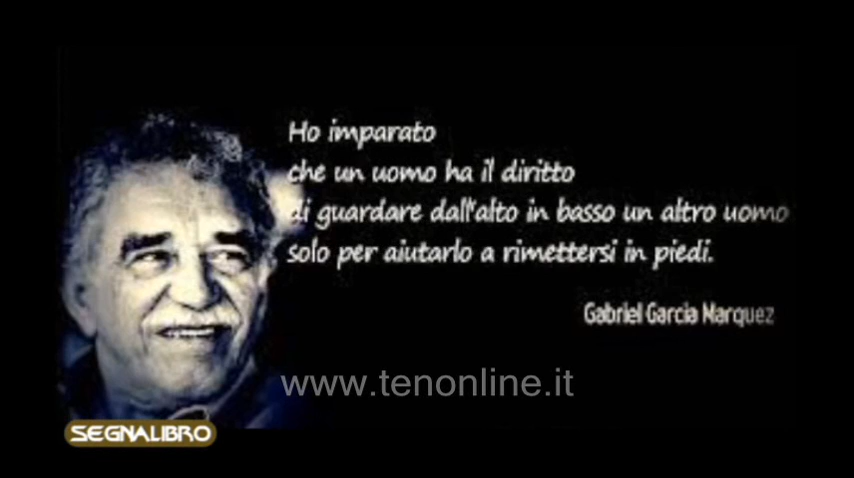 Ho imparato
che un uomo ha il diritto
di guardare dall'alto in basso un altro uomo
solo per aiutarlo a rimettersi in piedi.
Gabriel Garcia Marquez
www.tenonline.it
SEGNALIBRO